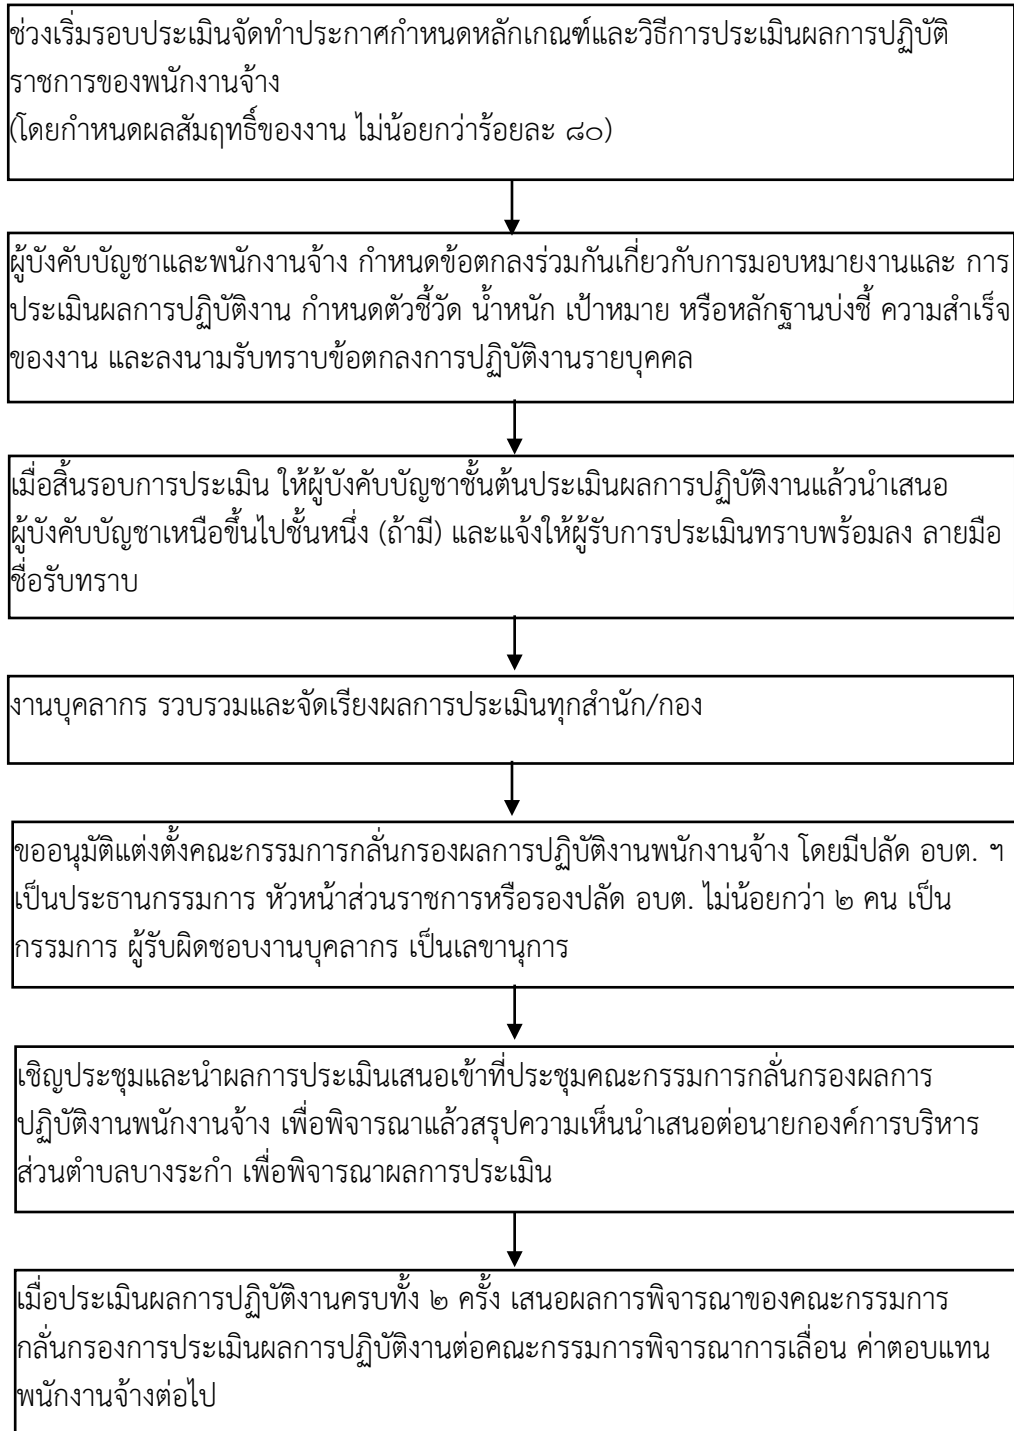 ช่วงเริ่มรอบประเมินจัดทำประกาศกำหนดหลักเกณฑ์และวิธีการประเมินผลการปฏิบัติ
ราชการของพนักงานจ้าง
(โดยกำหนดผลสัมฤทธิ์ของงาน ไม่น้อยกว่าร้อยละ ๘๐)
ผู้บังคับบัญชาและพนักงานจ้าง กำหนดข้อตกลงร่วมกันเกี่ยวกับการมอบหมายงานและ การ
ประเมินผลการปฏิบัติงาน กำหนดตัวชี้วัด น้ำหนัก เป้าหมาย หรือหลักฐานบ่งชี้ ความสำเร็จ
ของงาน และลงนามรับทราบข้อตกลงการปฏิบัติงานรายบุคคล
เมื่อสิ้นรอบการประเมิน ให้ผู้บังคับบัญชาชั้นต้นประเมินผลการปฏิบัติงานแล้วนำเสนอ
ผู้บังคับบัญชาเหนือขึ้นไปชั้นหนึ่ง (ถ้ามี) และแจ้งให้ผู้รับการประเมินทราบพร้อมลง ลายมือ
ชื่อรับทราบ
งานบุคลากร รวบรวมและจัดเรียงผลการประเมินทุกสำนัก/กอง
ขออนุมัติแต่งตั้งคณะกรรมการกลั่นกรองผลการปฏิบัติงานพนักงานจ้าง โดยมีปลัด อบต. ฯ
เป็นประธานกรรมการ หัวหน้าส่วนราชการหรือรองปลัด อบต. ไม่น้อยกว่า ๒ คน เป็น
กรรมการ ผู้รับผิดชอบงานบุคลากร เป็นเลขานุการ
เชิญประชุมและนำผลการประเมินเสนอเข้าที่ประชุมคณะกรรมการกลั่นกรองผลการ
ปฏิบัติงานพนักงานจ้าง เพื่อพิจารณาแล้วสรุปความเห็นนำเสนอต่อนายกองค์การบริหาร
ส่วนตำบลบางระกำ เพื่อพิจารณาผลการประเมิน
เมื่อประเมินผลการปฏิบัติงานครบทั้ง ๒ ครั้ง เสนอผลการพิจารณาของคณะกรรมการ
กลั่นกรองการประเมินผลการปฏิบัติงานต่อคณะกรรมการพิจารณาการเลื่อน ค่าตอบแทน
พนักงานจ้างต่อไป